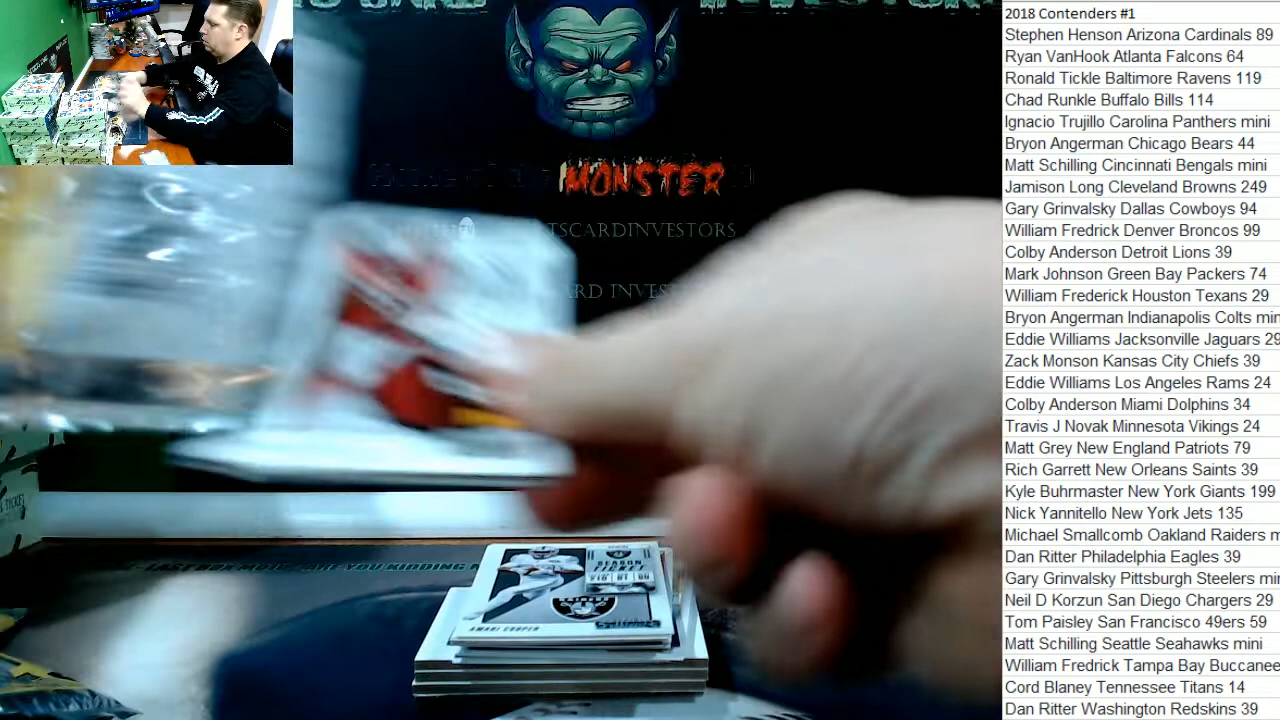 MONSTER
TSCARDINVESTORS
ARD INVES
SEASON
TICKET
RAIDERS
AMARI COOPER
2018 Contenders #1
Stephen Henson Arizona Cardinals 89
Ryan VanHook Atlanta Falcons 64
Ronald Tickle Baltimore Ravens 119
Chad Runkle Buffalo Bills 114
Ignacio Trujillo Carolina Panthers mini
Bryon Angerman Chicago Bears 44
Matt Schilling Cincinnati Bengals mini
Jamison Long Cleveland Browns 249
Gary Grinvalsky Dallas Cowboys 94
William Fredrick Denver Broncos 99
Colby Anderson Detroit Lions 39
Mark Johnson Green Bay Packers 74
William Frederick Houston Texans 29
Bryon Angerman Indianapolis Colts min
Eddie Williams Jacksonville Jaguars 29
Zack Monson Kansas City Chiefs 39
Eddie Williams Los Angeles Rams 24
Colby Anderson Miami Dolphins 34
Travis J Novak Minnesota Vikings 24
Matt Grey New England Patriots 79
Rich Garrett New Orleans Saints 39
Kyle Buhrmaster New York Giants 199
Nick Yannitello New York Jets 135
Michael Smallcomb Oakland Raiders m
Dan Ritter Philadelphia Eagles 39
Gary Grinvalsky Pittsburgh Steelers mi
Neil D Korzun San Diego Chargers 29
Tom Paisley San Francisco 49ers 59
Matt Schilling Seattle Seahawks mini
William Fredrick Tampa Bay Buccanee
Cord Blaney Tennessee Titans 14
Dan Ritter Washington Redskins 39